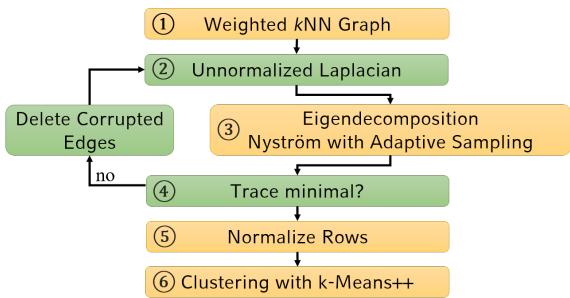 ① Weighted kNN Graph
② Unnormalized Laplacian
Delete Corrupted
Edges
③ Eigendecomposition
Nyström with Adaptive Sampling
no
④ Trace minimal?
⑤ Normalize Rows
⑥ Clustering with k-Means++